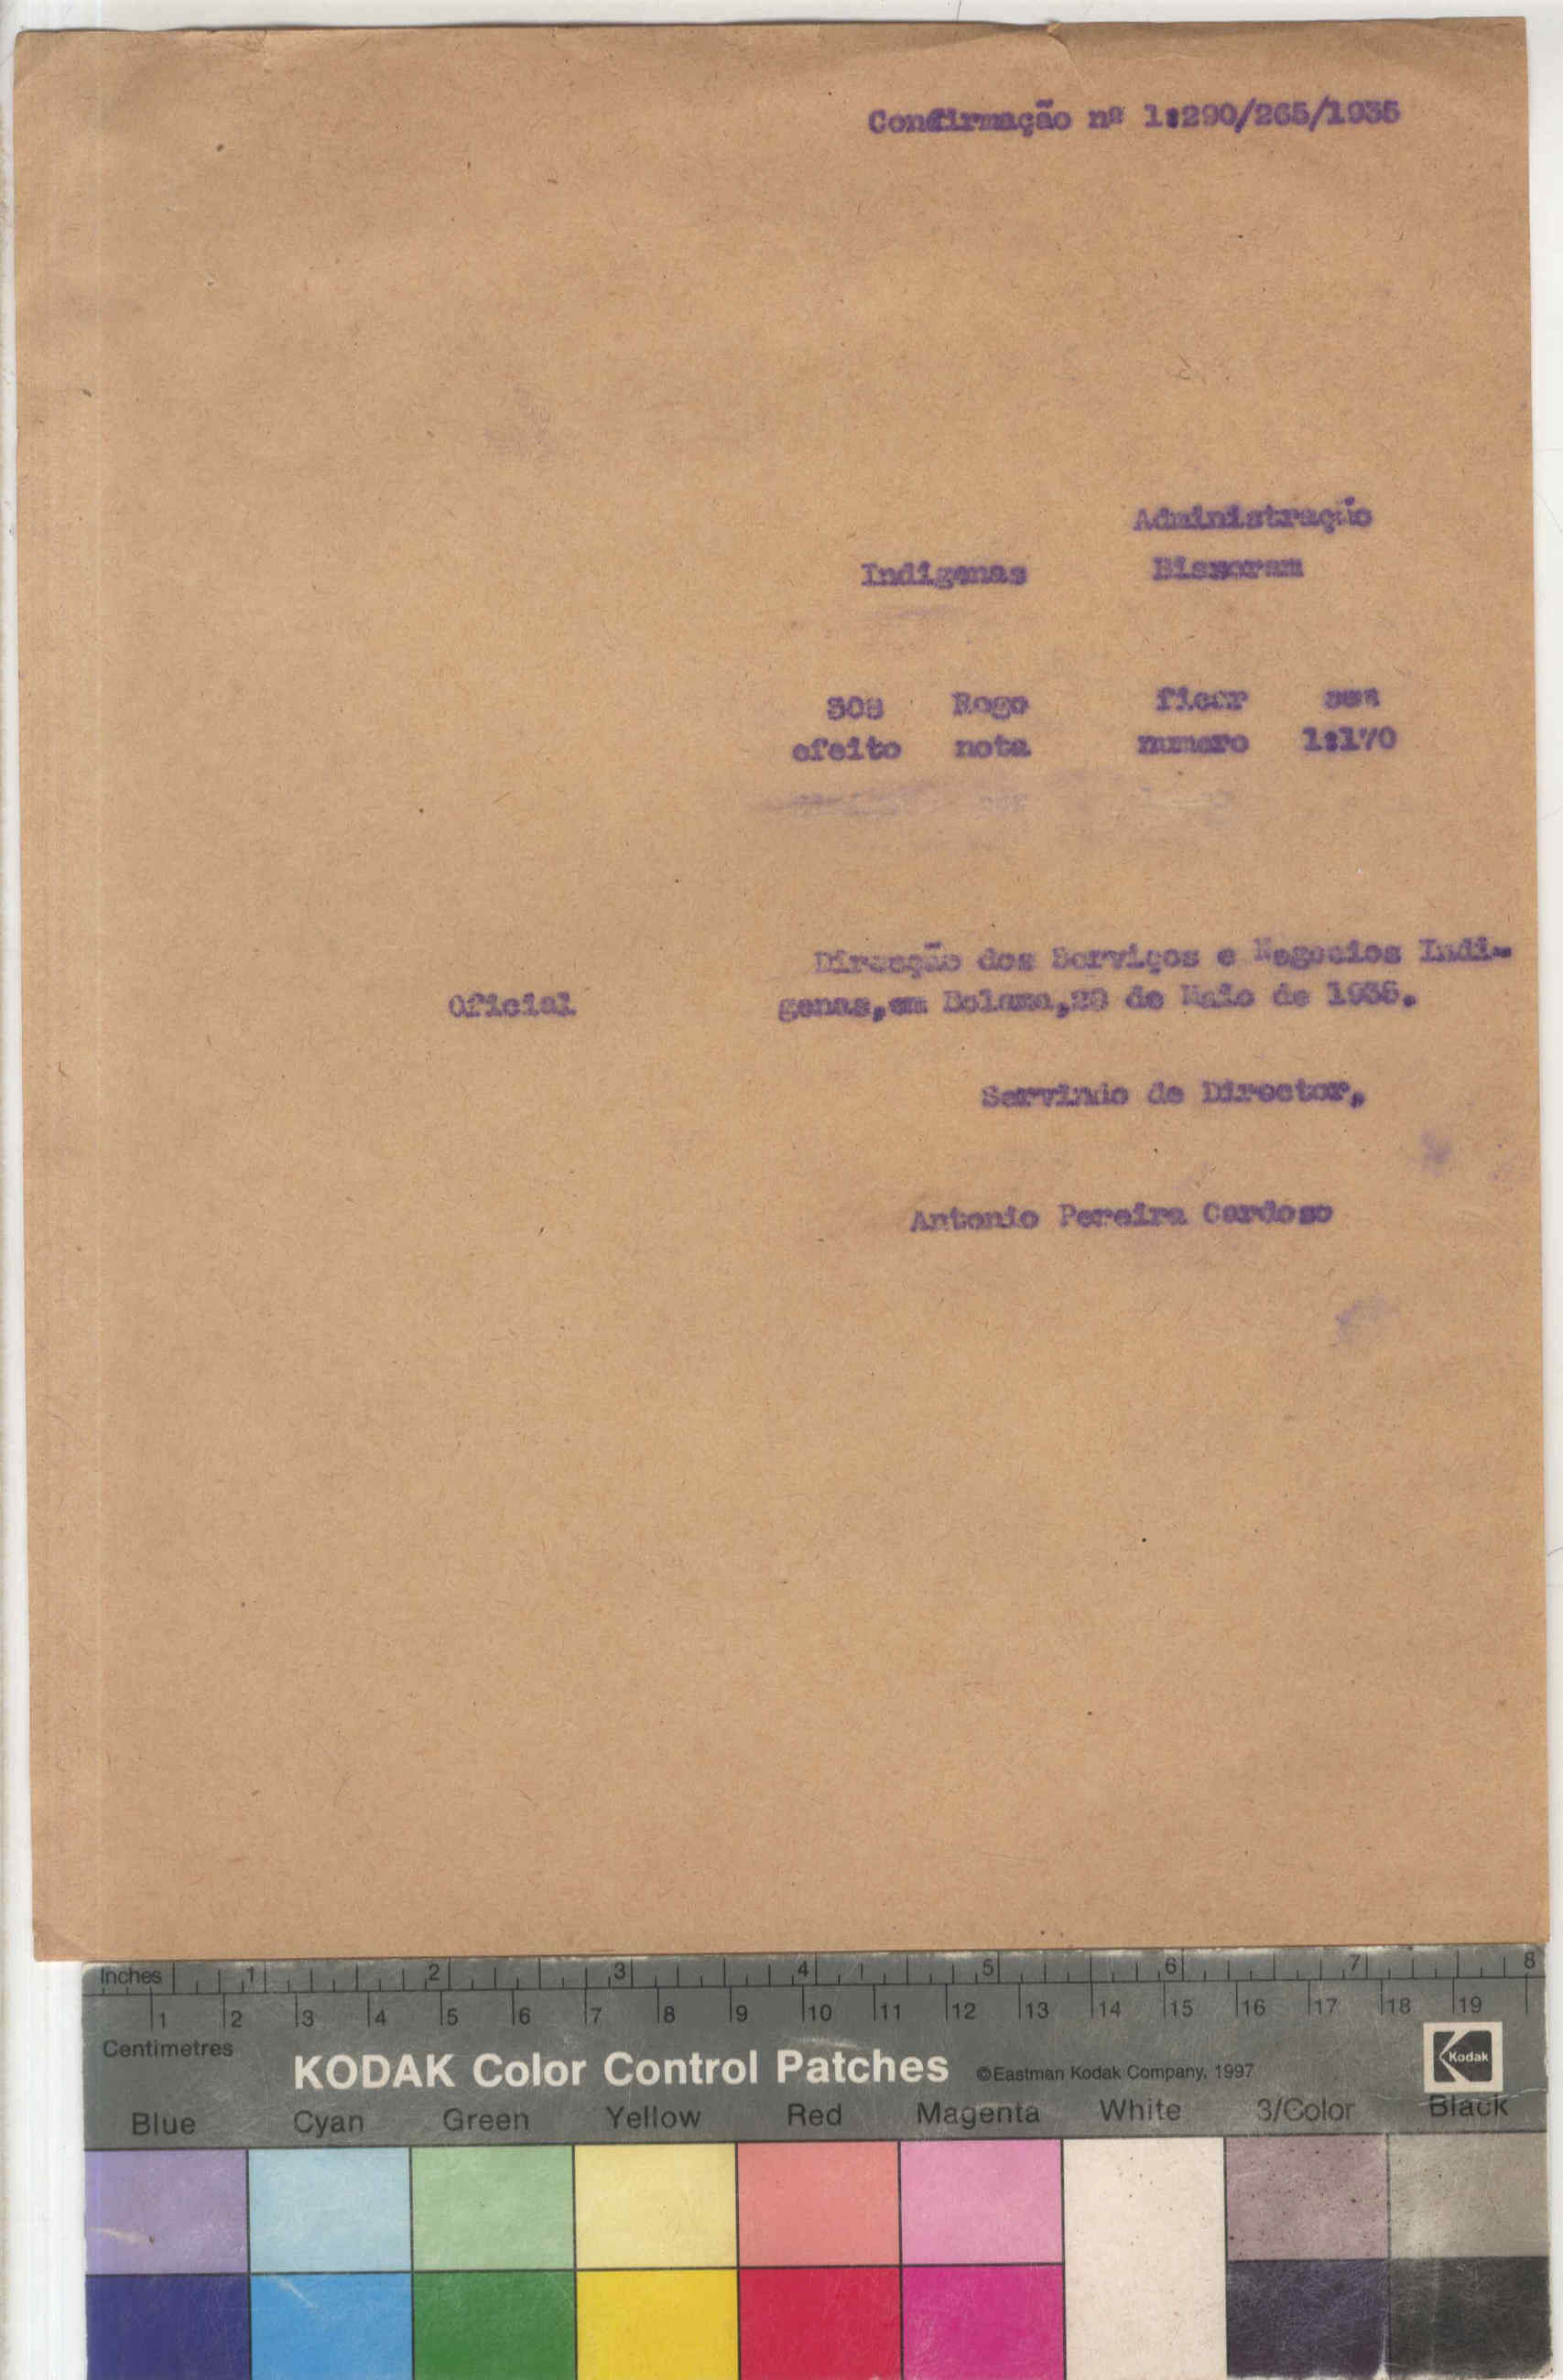 Confirmação nº 1:290/265/1935
Administração
Indigenas Bissoram
308 Rogo ficar sem
efeito nota numero 1:170
Direcção dos Serviços e Negocios Indi-
Oficial genas,em Bolama,28 de Maio de 1935.
Servindo de Director,
Antonio Pereira Cardoso
Inches 1 2 3 4 5 6 7 8
1 2 3 4 5 6 7 8 9 10 11 12 13 14 15 16 17 18 19
Centimetres
KODAK Color Control Patches ©Eastman Kodak Company, 1997 Kodak
Blue Cyan Green Yellow Red Magenta White 3/Color Black